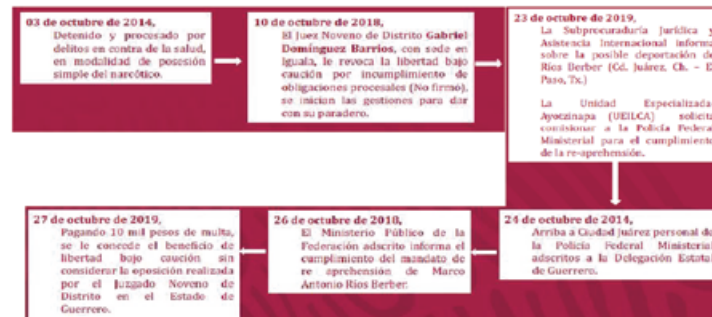 03 de octubre de 2014,
Detenido y procesado por
delitos en contra de la salud,
en modalidad de posesión
simple del narcótico.
10 de octubre de 2018,
El Juez Noveno de Distrito Gabriel
Domínguez Barrios, con sede en
Iguala, le revoca la libertad bajo
caución por incumplimiento de
obligaciones procesales (No firmó),
se inician las gestiones para dar
con su paradero.
23 de octubre de 2019,
La Subprocuraduría Jurídica y
Asistencia Internacional informa
sobre la posible deportación de
Ríos Berber (Cd. Juárez, Ch. – El
Paso, Tx.)
La Unidad Especializada
Ayotzinapa (UEILCA) solicita
comisionar a la Policía Federal
Ministerial para el cumplimiento
de la re-aprehensión.
24 de octubre de 2014,
Arriba a Ciudad Juárez personal de
la Policía Federal Ministerial
adscritos a la Delegación Estatal
de Guerrero.
26 de octubre de 2018,
El Ministerio Público de la
Federación adscrito informa el
cumplimiento del mandato de
re aprehensión de Marco
Antonio Ríos Berber.
27 de octubre de 2019,
Pagando 10 mil pesos de multa,
se le concede el beneficio de
libertad bajo caución sin
considerar la oposición realizada
por el Juzgado Noveno de
Distrito en el Estado de
Guerrero.